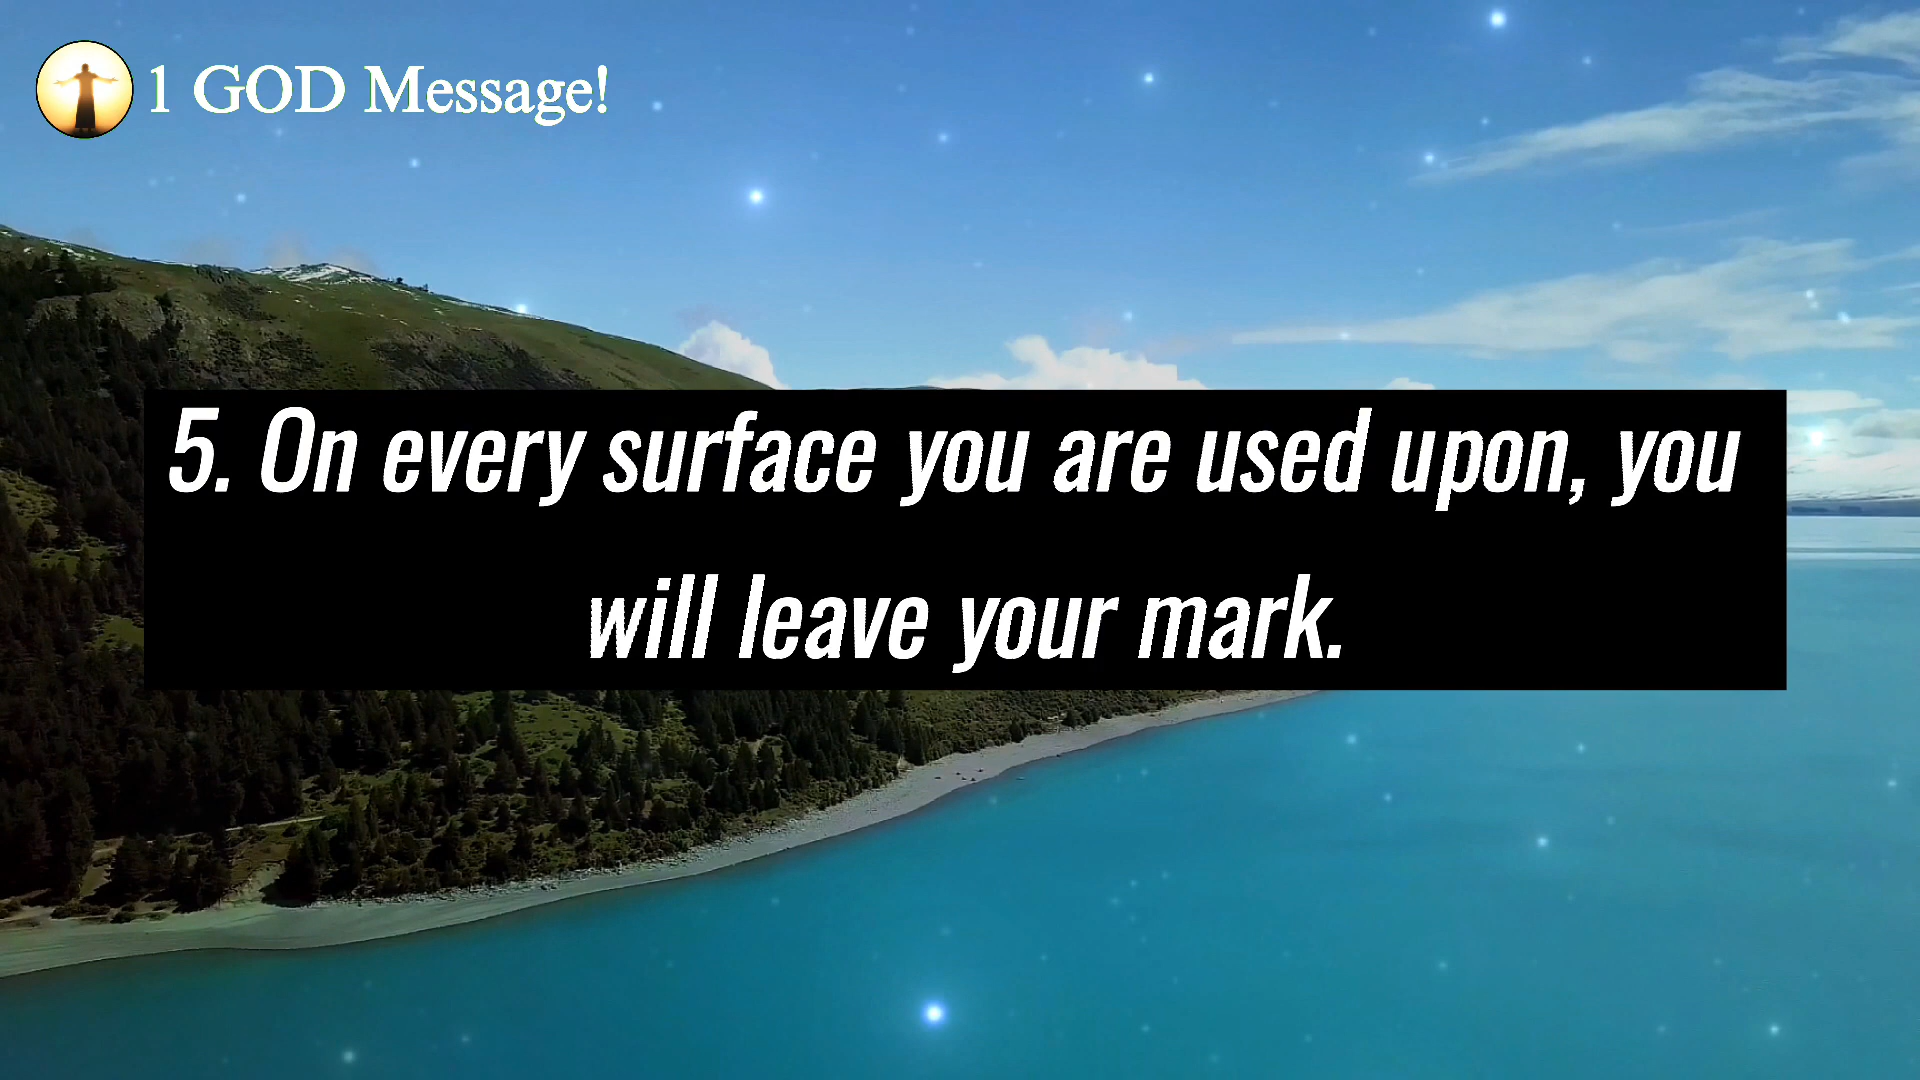 1 GOD Message!
5. On every surface you are used upon, you
will leave your mark.